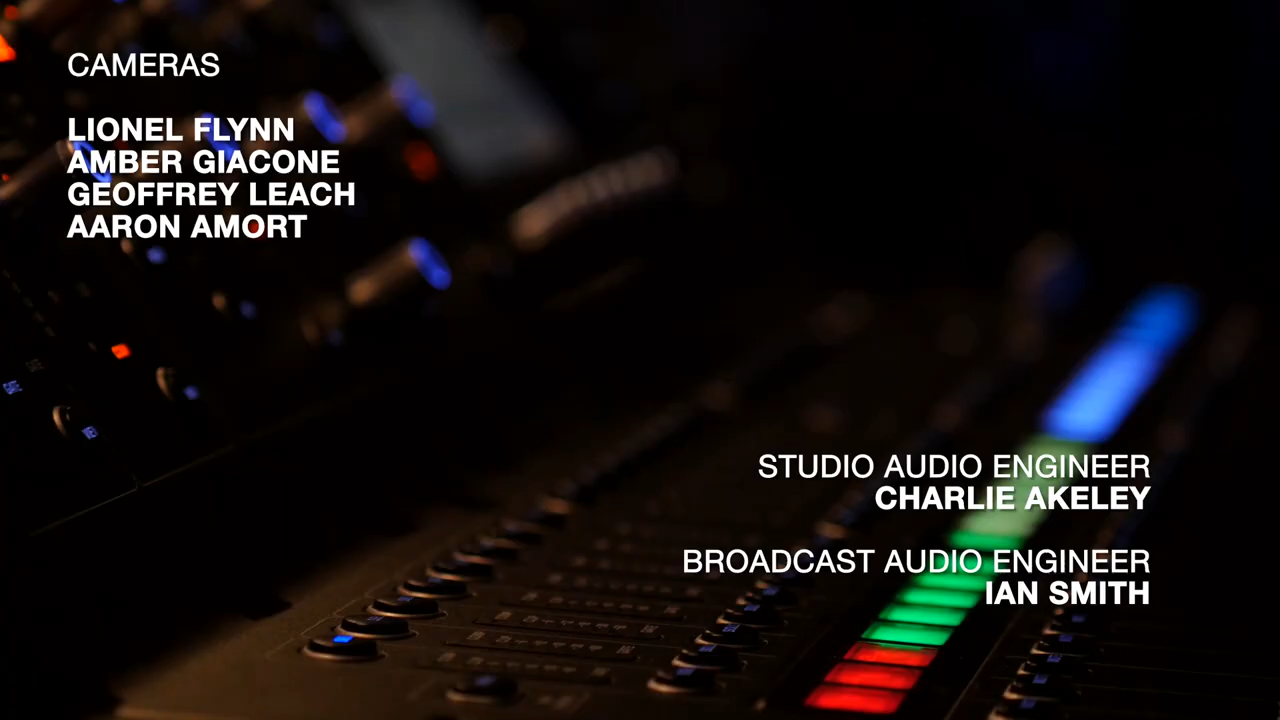 CAMERAS
LIONEL FLYNN
AMBER GIACONE
GEOFFREY LEACH
AARON AMORT
STUDIO AUDIO ENGINEER
CHARLIE AKELEY
BROADCAST AUDIO ENGINEER
IAN SMITH